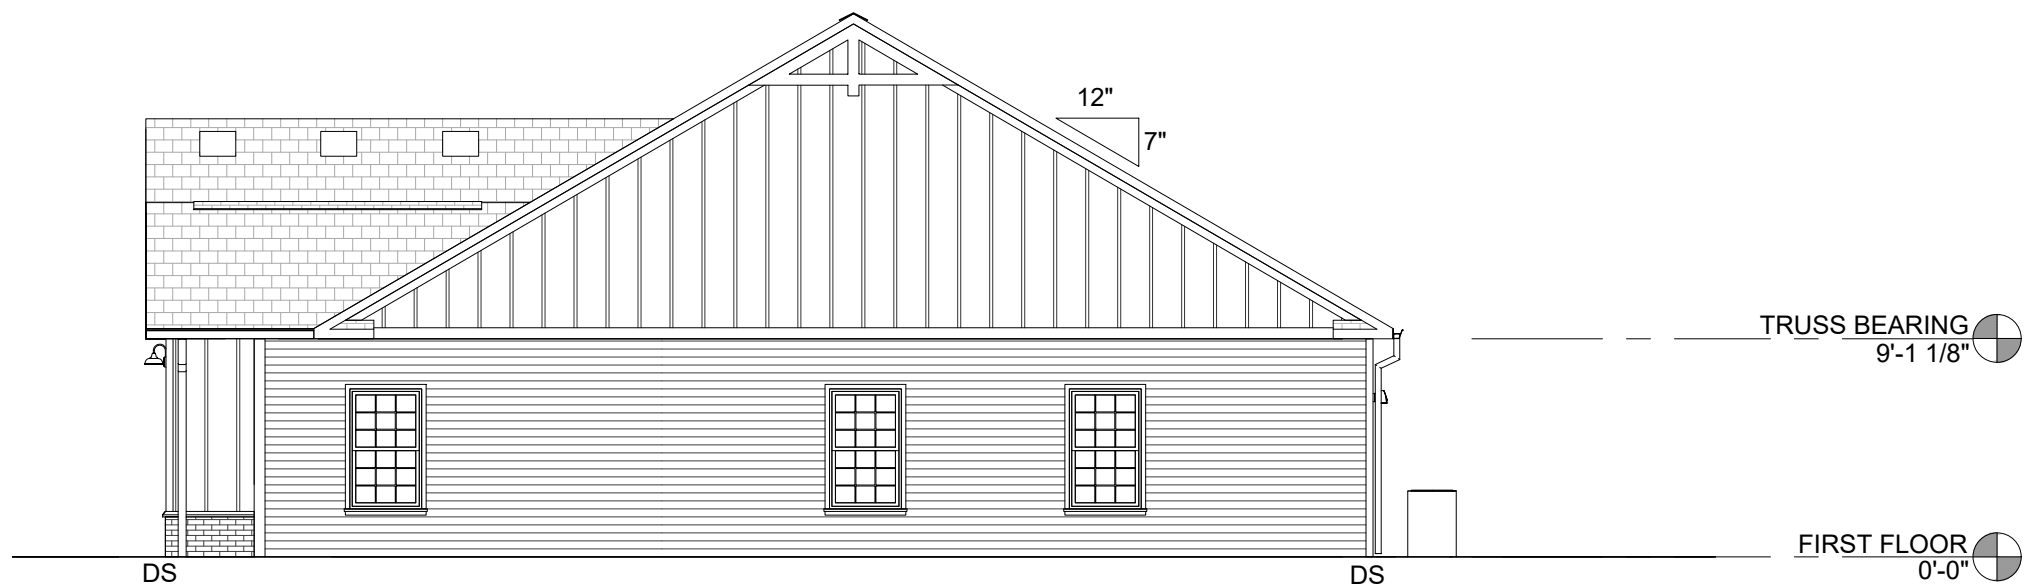 12"
7"
TRUSS BEARING
9'-1 1/8"
FIRST FLOOR
0'-0"
DS
DS